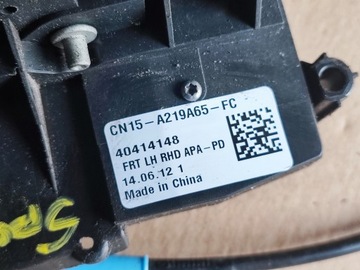 CN15-A219A65-FC
40414148
FRT LH RHD APA-PD
14.06.12 1
Made in China